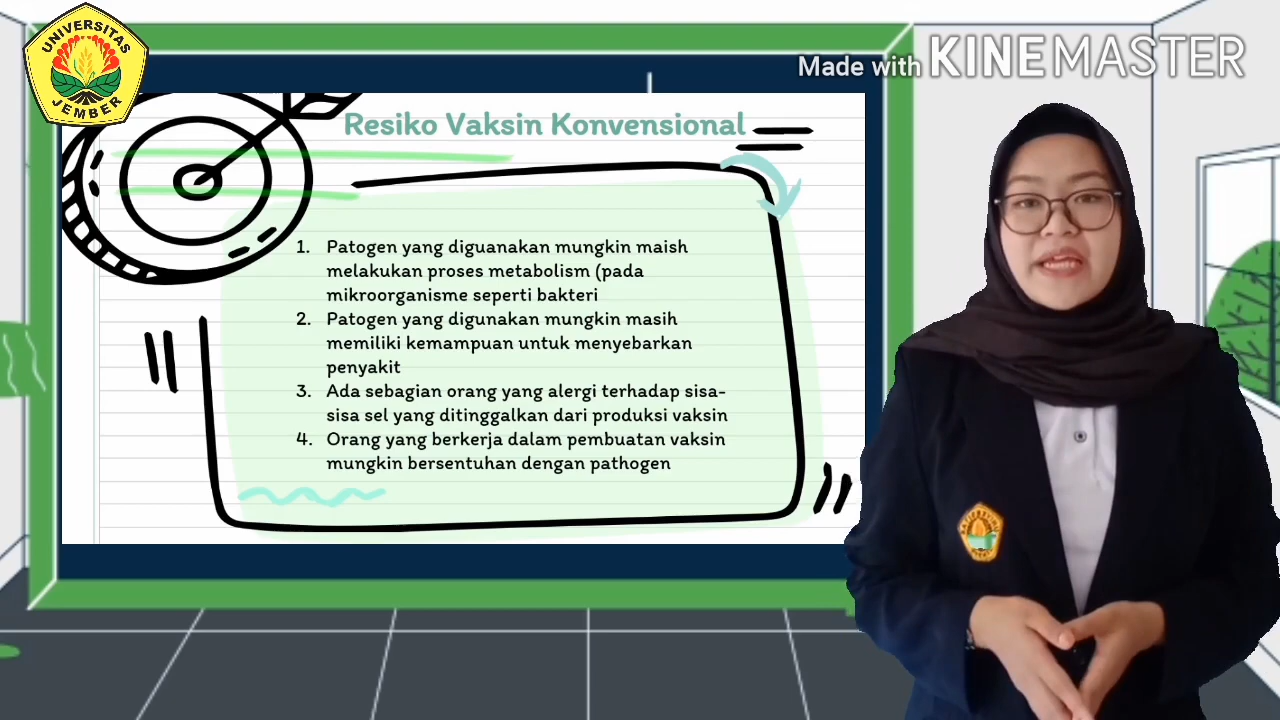 UNIVERSITAS
JEMBER
Made with KINEMASTER
Resiko Vaksin Konvensional
1. Patogen yang diguanakan mungkin maish
melakukan proses metabolism (pada
mikroorganisme seperti bakteri
2. Patogen yang digunakan mungkin masih
memiliki kemampuan untuk menyebarkan
penyakit
3. Ada sebagian orang yang alergi terhadap sisa-
sisa sel yang ditinggalkan dari produksi vaksin
4. Orang yang berkerja dalam pembuatan vaksin
mungkin bersentuhan dengan pathogen